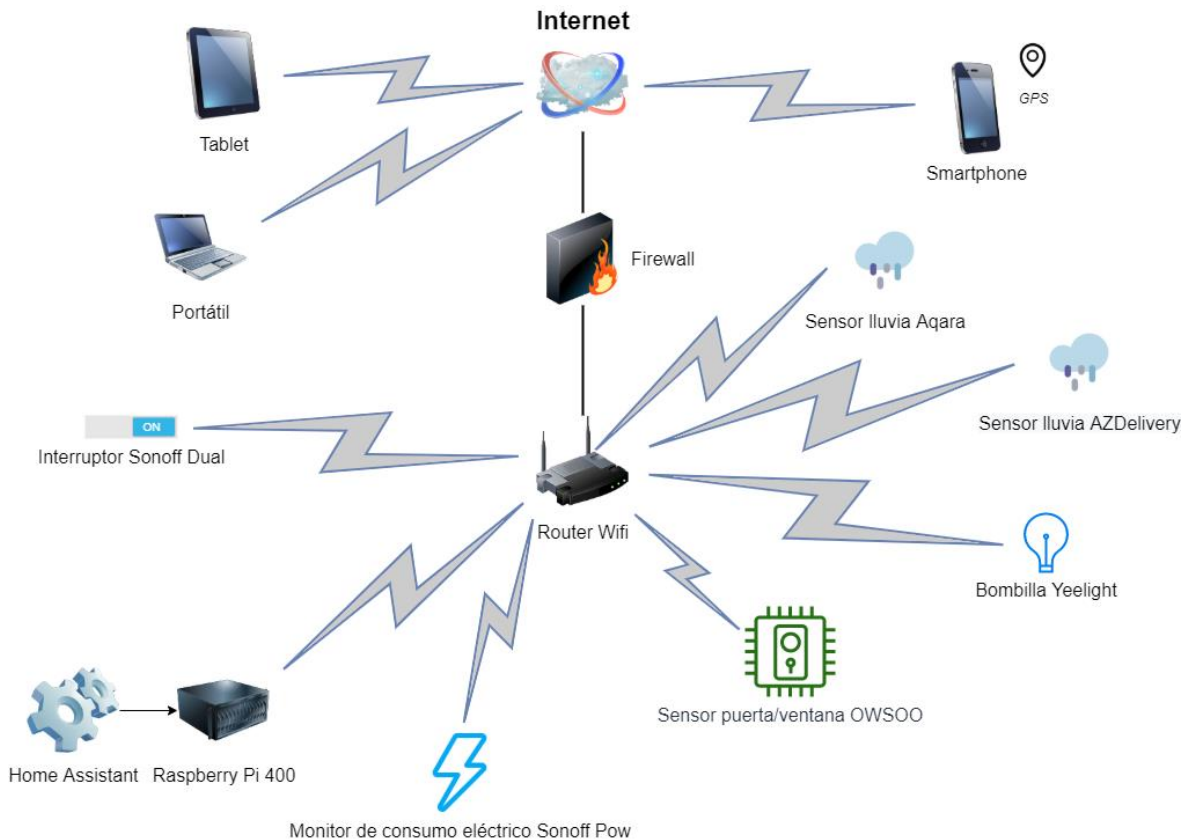 Internet
GPS
Tablet
Smartphone
Firewall
Portátil
Sensor lluvia Aqara
Sensor lluvia AZDelivery
ON
Interruptor Sonoff Dual
Router Wifi
Bombilla Yeelight
Sensor puerta/ventana OWSOO
Home Assistant
Raspberry Pi 400
Monitor de consumo eléctrico Sonoff Pow